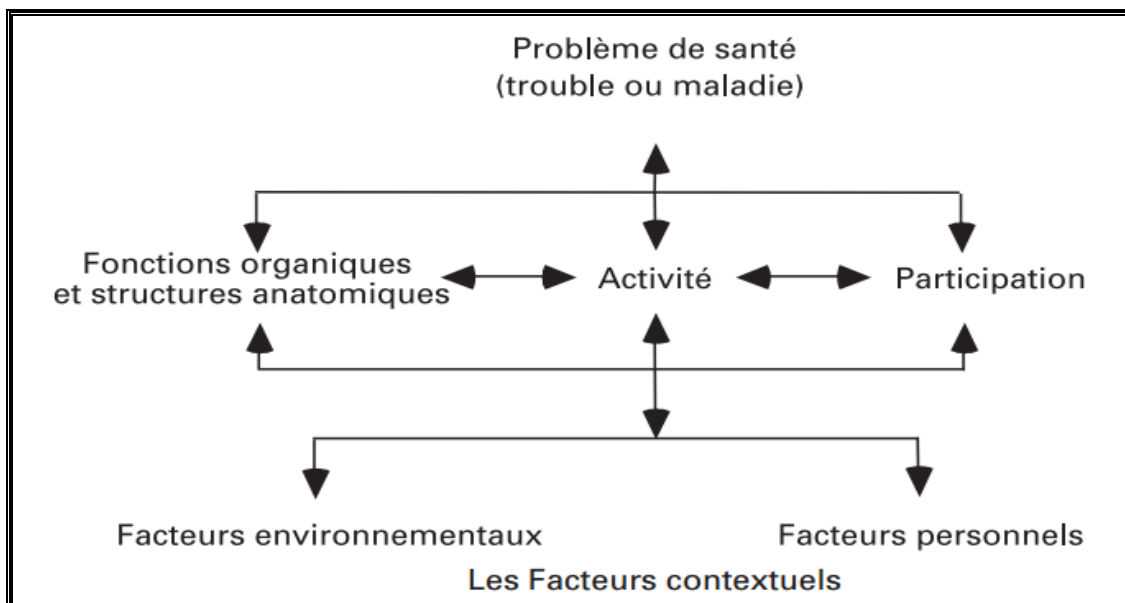 Problème de santé
(trouble ou maladie)
Fonctions organiques
et structures anatomiques
Activité
Participation
Facteurs environnementaux
Facteurs personnels
Les Facteurs contextuels